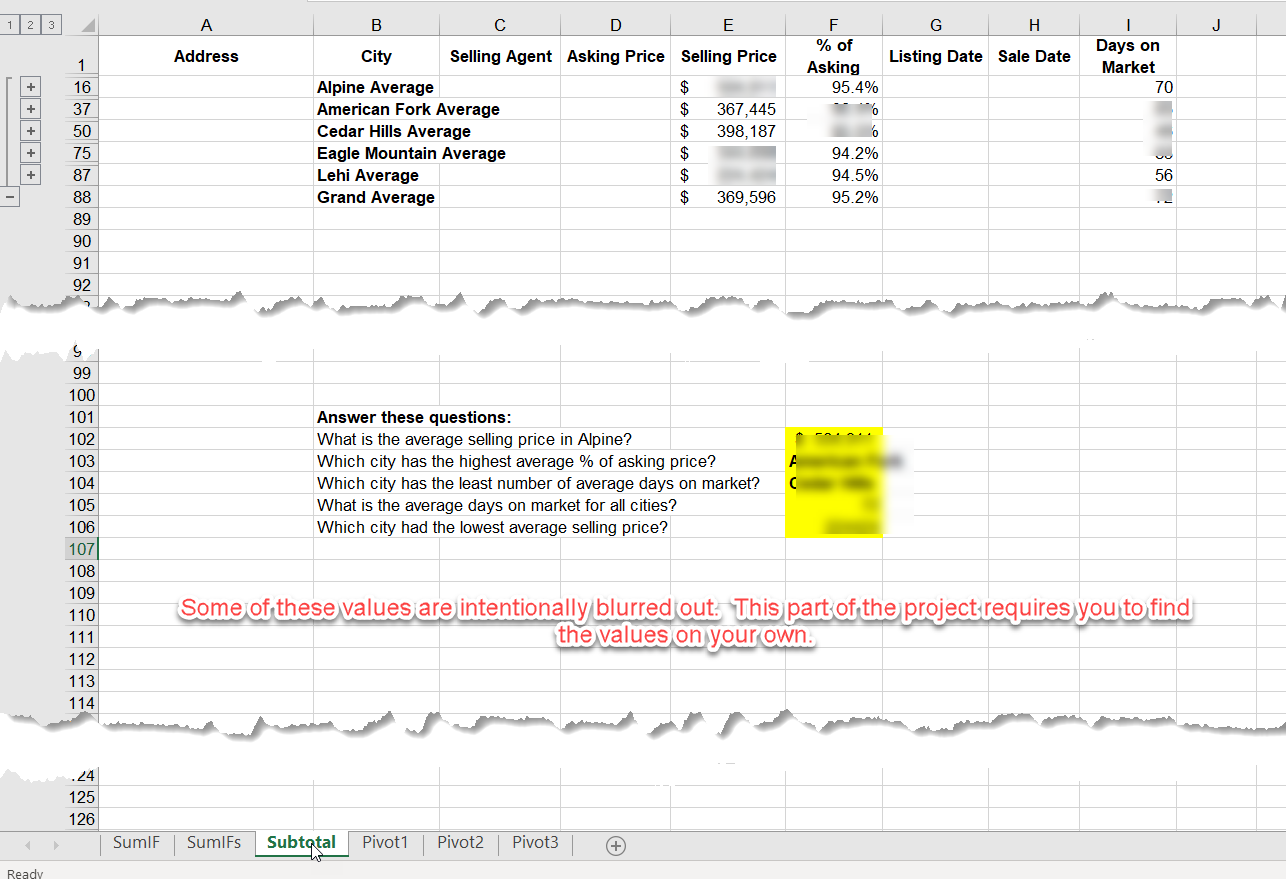 1 2 3
A B C D E F G H I J
1 Address City Selling Agent Asking Price Selling Price % of Asking Listing Date Sale Date Days on Market
16 Alpine Average $ 95.4% 70
37 American Fork Average $ 367,445 %
50 Cedar Hills Average $ 398,187 %
75 Eagle Mountain Average $ 94.2%
87 Lehi Average $ 94.5% 56
88 Grand Average $ 369,596 95.2%
89
90
91
92
99
100
101 Answer these questions:
102 What is the average selling price in Alpine? $
103 Which city has the highest average % of asking price?
104 Which city has the least number of average days on market?
105 What is the average days on market for all cities?
106 Which city had the lowest average selling price?
107
108
109
110 Some of these values are intentionally blurred out. This part of the project requires you to find
111 the values on your own.
112
113
114
125
126
SumIF SumIFs Subtotal Pivot1 Pivot2 Pivot3
Ready